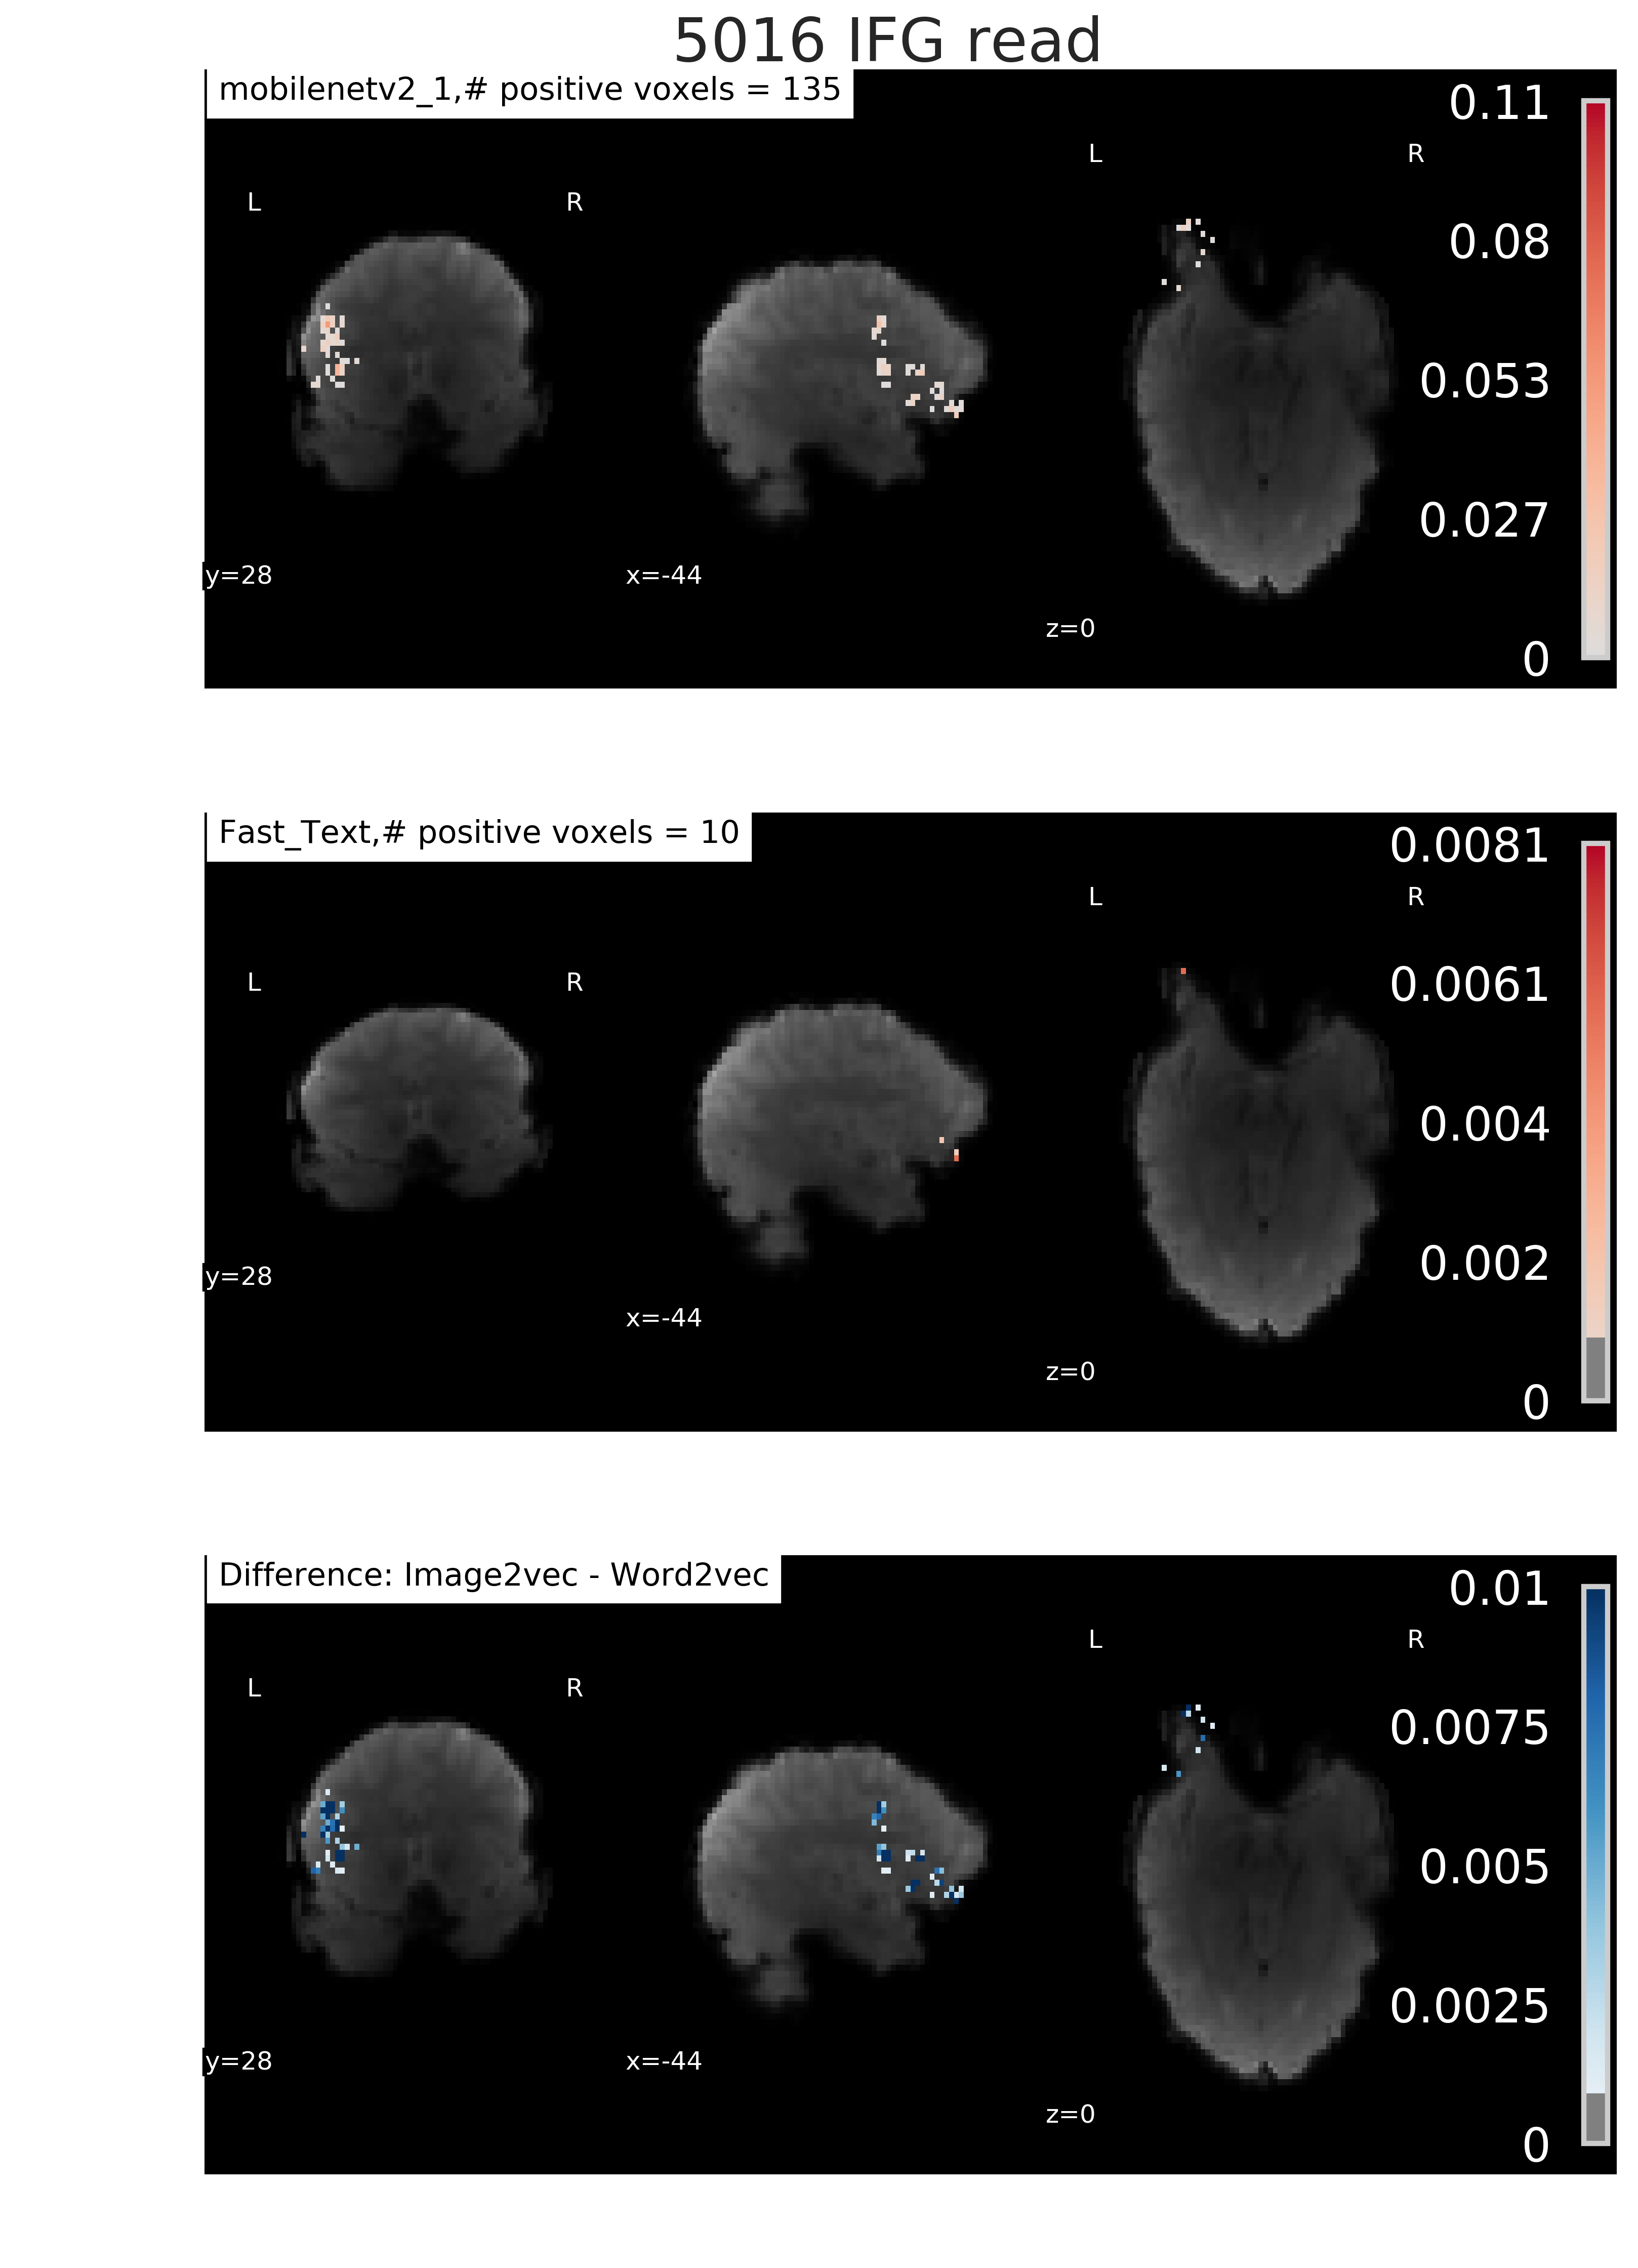 5016 IFG read
mobilenetv2_1,# positive voxels = 135
0.11
L R
L R
0.08
0.053
0.027
y=28 x=-44
z=0
0
Fast_Text,# positive voxels = 10
0.0081
L R
L R
0.0061
0.004
0.002
y=28
x=-44
z=0
0
Difference: Image2vec - Word2vec
0.01
L R
L R
0.0075
0.005
0.0025
y=28 x=-44
z=0
0